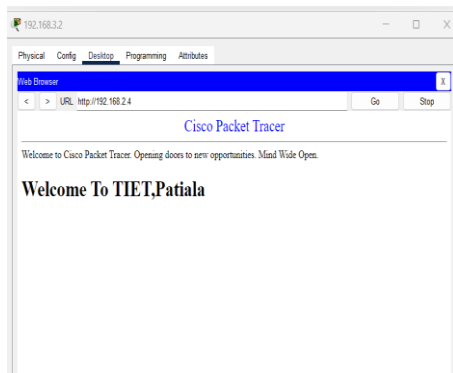 192.168.3.2
Physical Config Desktop Programming Attributes
Web Browser X
< > URL http://192.168.2.4 Go Stop
Cisco Packet Tracer
Welcome to Cisco Packet Tracer. Opening doors to new opportunities. Mind Wide Open.
Welcome To TIET,Patiala